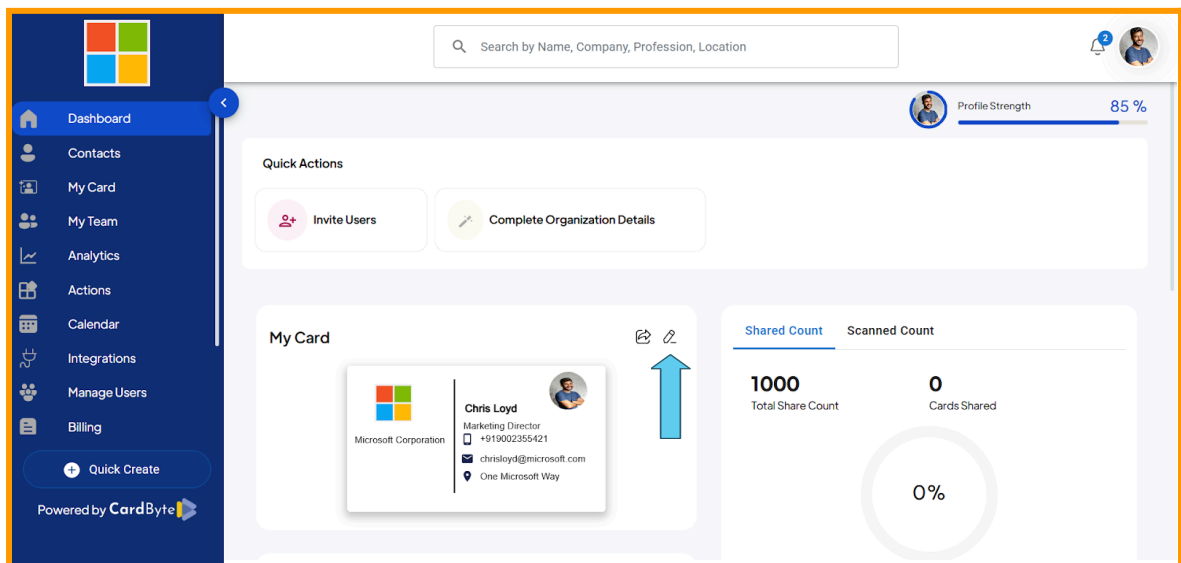 Search by Name, Company, Profession, Location
2
Dashboard
Contacts
My Card
My Team
Analytics
Actions
Calendar
Integrations
Manage Users
Billing
Quick Create
Powered by CardByte
Profile Strength
85 %
Quick Actions
Invite Users
Complete Organization Details
My Card
Microsoft Corporation
Chris Loyd
Marketing Director
+919002355421
chrisloyd@microsoft.com
One Microsoft Way
Shared Count Scanned Count
1000 0
Total Share Count Cards Shared
0%